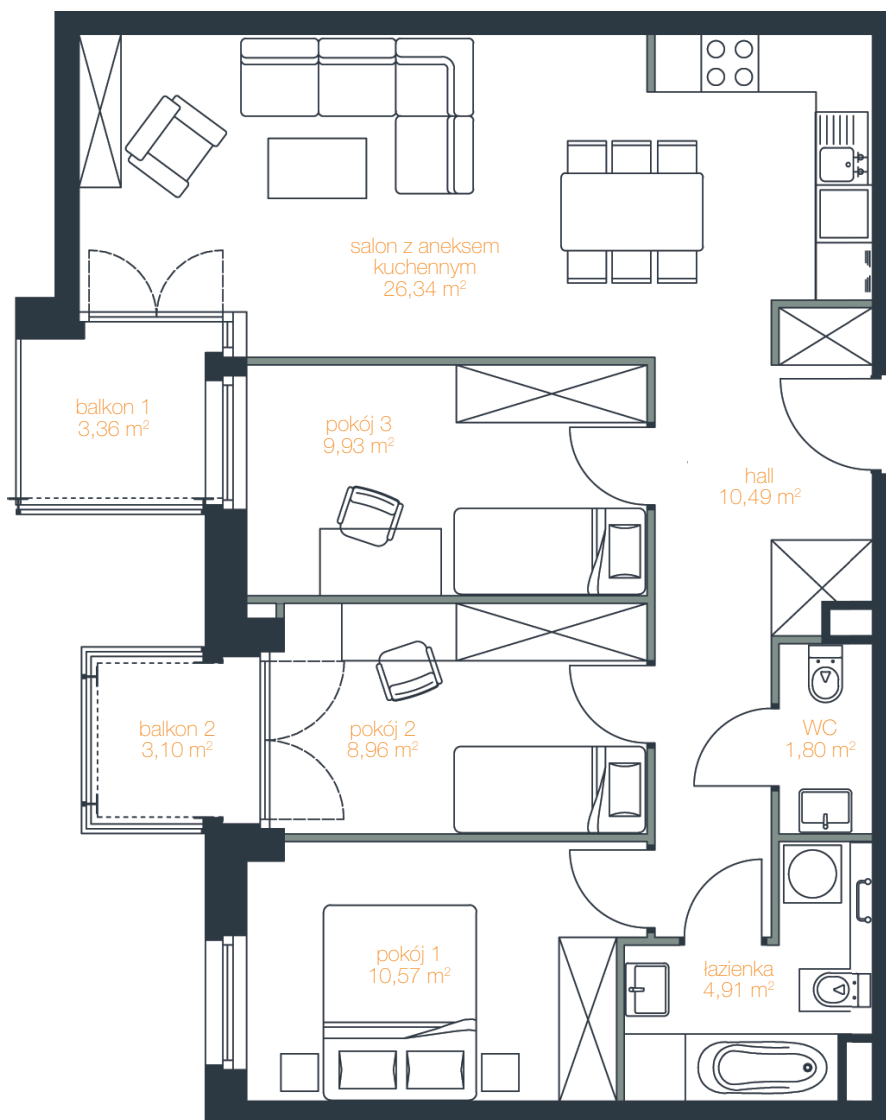 salon z aneksem
kuchennym
26,34 m²
balkon 1
3,36 m²
pokój 3
9,93 m²
hall
10,49 m²
balkon 2
3,10 m²
pokój 2
8,96 m²
WC
1,80 m²
pokój 1
10,57 m²
łazienka
4,91 m²